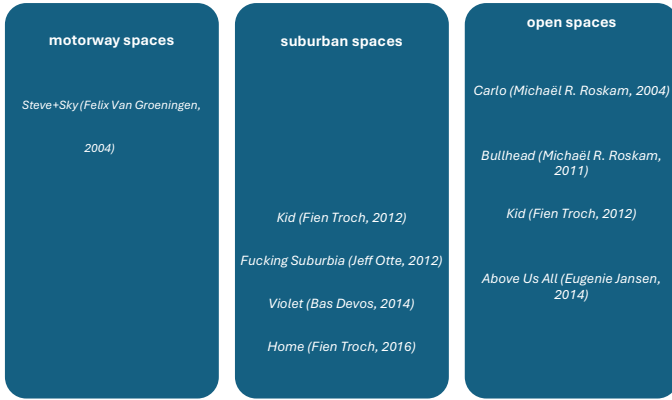 motorway spaces
Steve+Sky (Felix Van Groeningen,
2004)
suburban spaces
Kid (Fien Troch, 2012)
Fucking Suburbia (Jeff Otte, 2012)
Violet (Bas Devos, 2014)
Home (Fien Troch, 2016)
open spaces
Carlo (Michaël R. Roskam, 2004)
Bullhead (Michaël R. Roskam,
2011)
Kid (Fien Troch, 2012)
Above Us All (Eugenie Jansen,
2014)